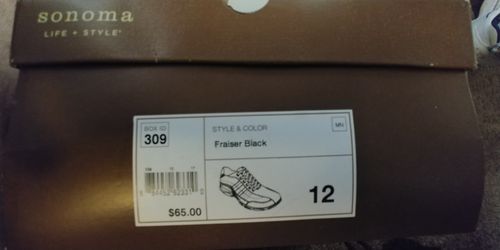 sonoma
LIFE + STYLE®
BOX ID
309
STYLE & COLOR
MN
Fraiser Black
12
$65.00